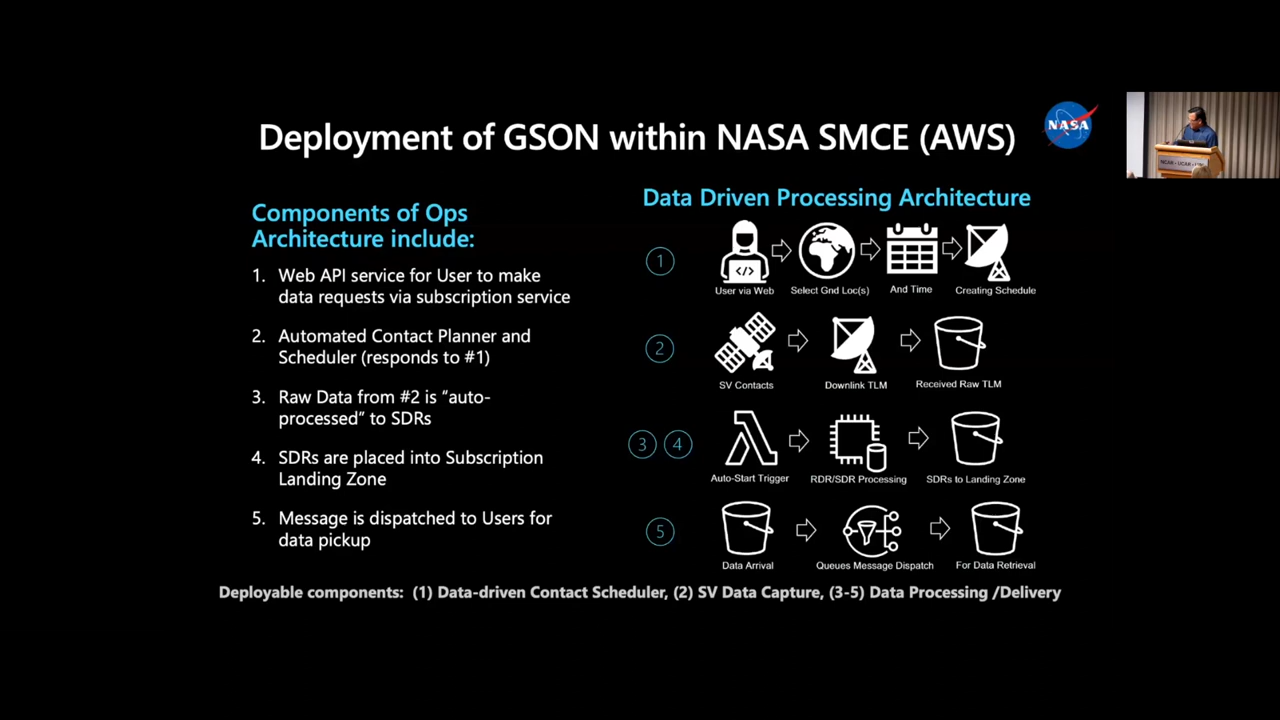 Deployment of GSON within NASA SMCE (AWS)
NASA
Components of Ops
Architecture include:
1. Web API service for User to make
data requests via subscription service
2. Automated Contact Planner and
Scheduler (responds to #1)
3. Raw Data from #2 is “auto-
processed” to SDRs
4. SDRs are placed into Subscription
Landing Zone
5. Message is dispatched to Users for
data pickup
Data Driven Processing Architecture
1
</>
User via Web
Select Gnd Loc(s)
And Time
Creating Schedule
2
SV Contacts
Downlink TLM
Received Raw TLM
3 4
Auto-Start Trigger
RDR/SDR Processing
SDRs to Landing Zone
5
Data Arrival
Queues Message Dispatch
For Data Retrieval
Deployable components: (1) Data-driven Contact Scheduler, (2) SV Data Capture, (3-5) Data Processing /Delivery